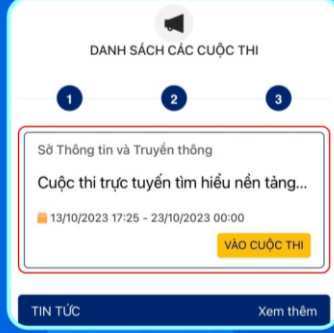 DANH SÁCH CÁC CUỘC THI
1 2 3
Sở Thông tin và Truyền thông
Cuộc thi trực tuyến tìm hiểu nền tảng...
13/10/2023 17:25 - 23/10/2023 00:00
VÀO CUỘC THI
TIN TỨC Xem thêm